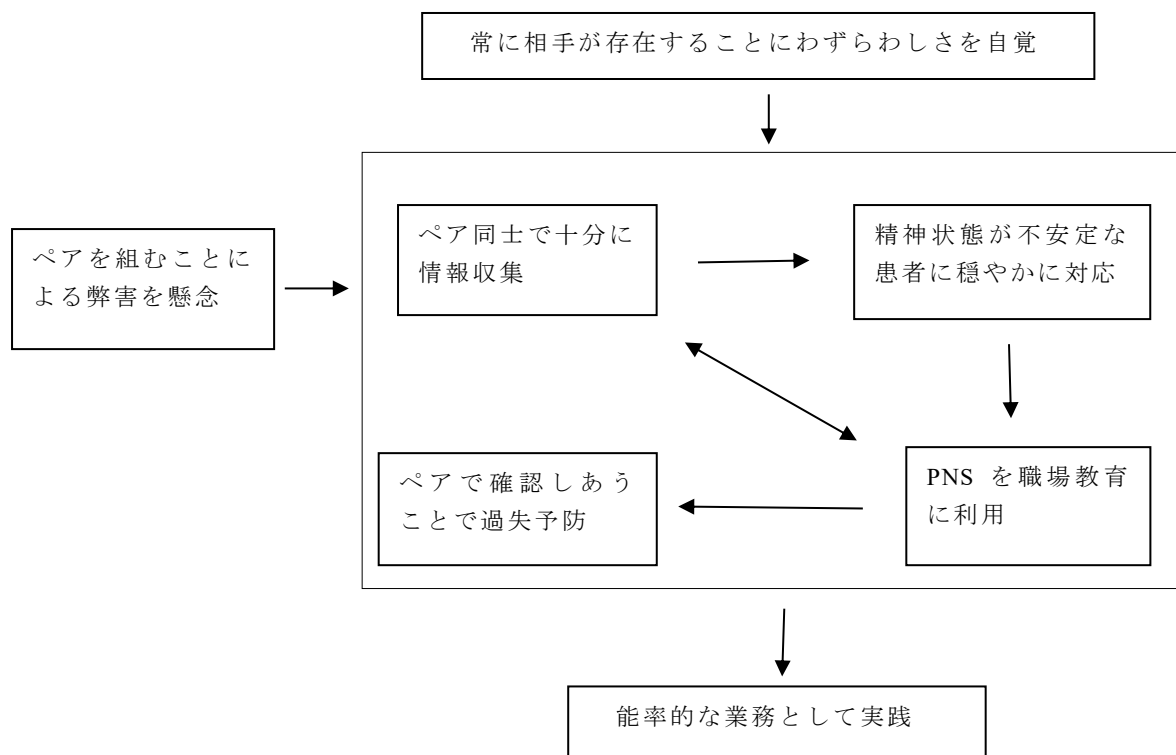 常に相手が存在することにわずらわしさを自覚
ペアを組むことに
よる弊害を懸念
ペア同士で十分に
情報収集
精神状態が不安定な
患者に穏やかに対応
ペアで確認しあう
ことで過失予防
PNS を職場教育
に利用
能率的な業務として実践